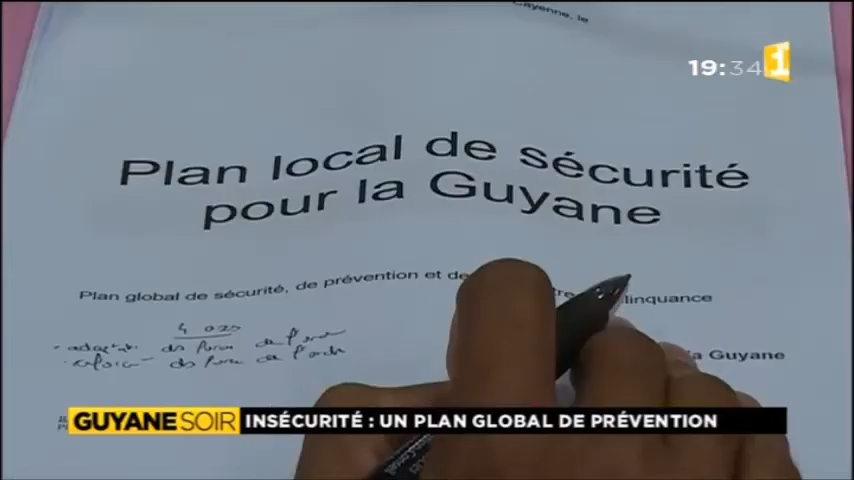 Cayenne, le
19:34 1
Plan local de sécurité
pour la Guyane
Plan global de sécurité, de prévention et de
linquance
la Guyane
GUYANE SOIR INSÉCURITÉ : UN PLAN GLOBAL DE PRÉVENTION